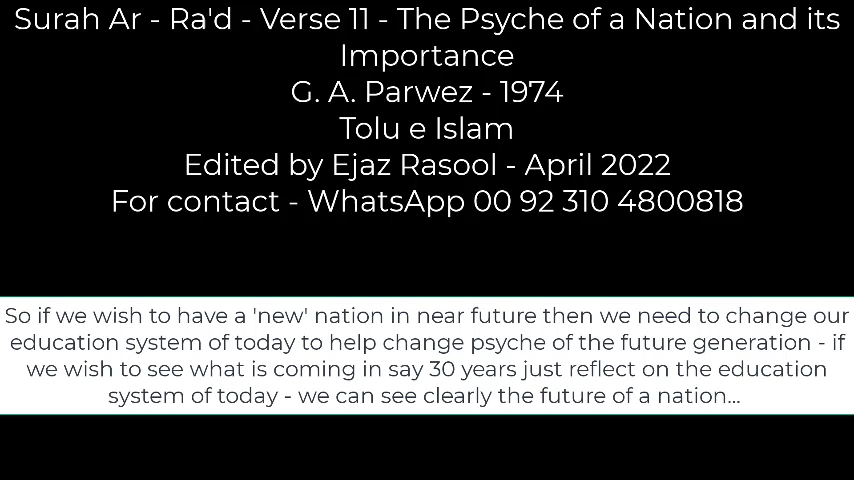 Surah Ar - Ra'd - Verse 11 - The Psyche of a Nation and its
Importance
G. A. Parwez - 1974
Tolu e Islam
Edited by Ejaz Rasool - April 2022
For contact - WhatsApp 00 92 310 4800818
So if we wish to have a 'new' nation in near future then we need to change our
education system of today to help change psyche of the future generation - if
we wish to see what is coming in say 30 years just reflect on the education
system of today - we can see clearly the future of a nation...